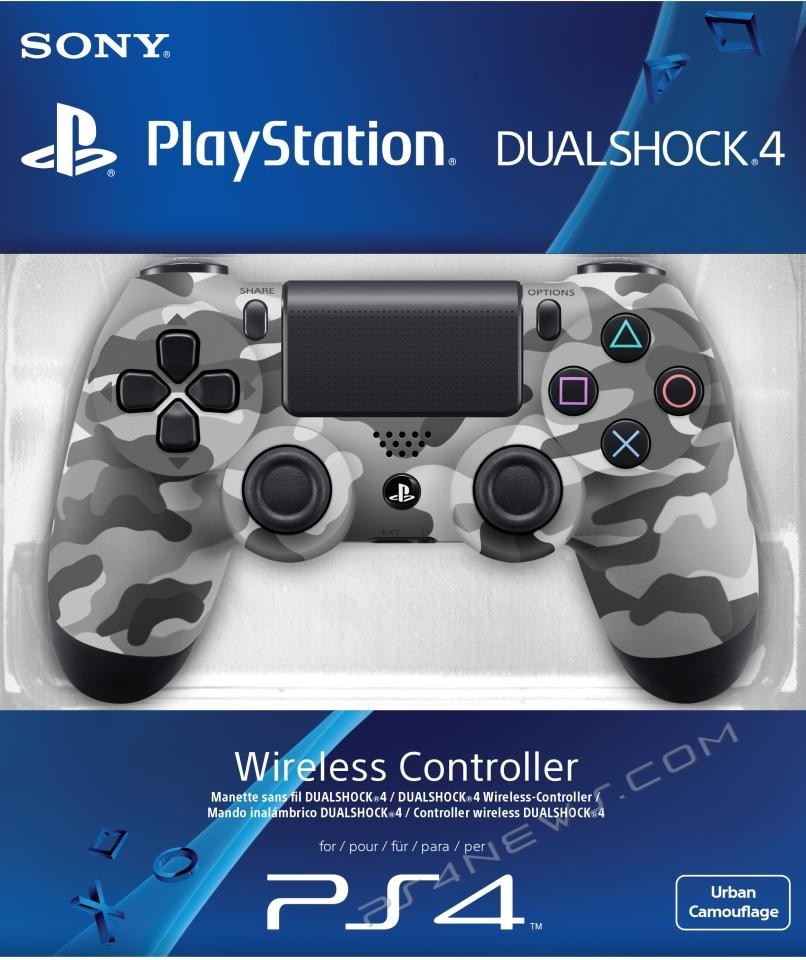 SONY®
PlayStation® DUALSHOCK®4
SHARE
OPTIONS
EXT
Wireless Controller
Manette sans fil DUALSHOCK®4 / DUALSHOCK®4 Wireless-Controller /
Mando inalámbrico DUALSHOCK®4 / Controller wireless DUALSHOCK®4
for / pour / für / para / per
PS4™
Urban
Camouflage
PS4NEWS.COM